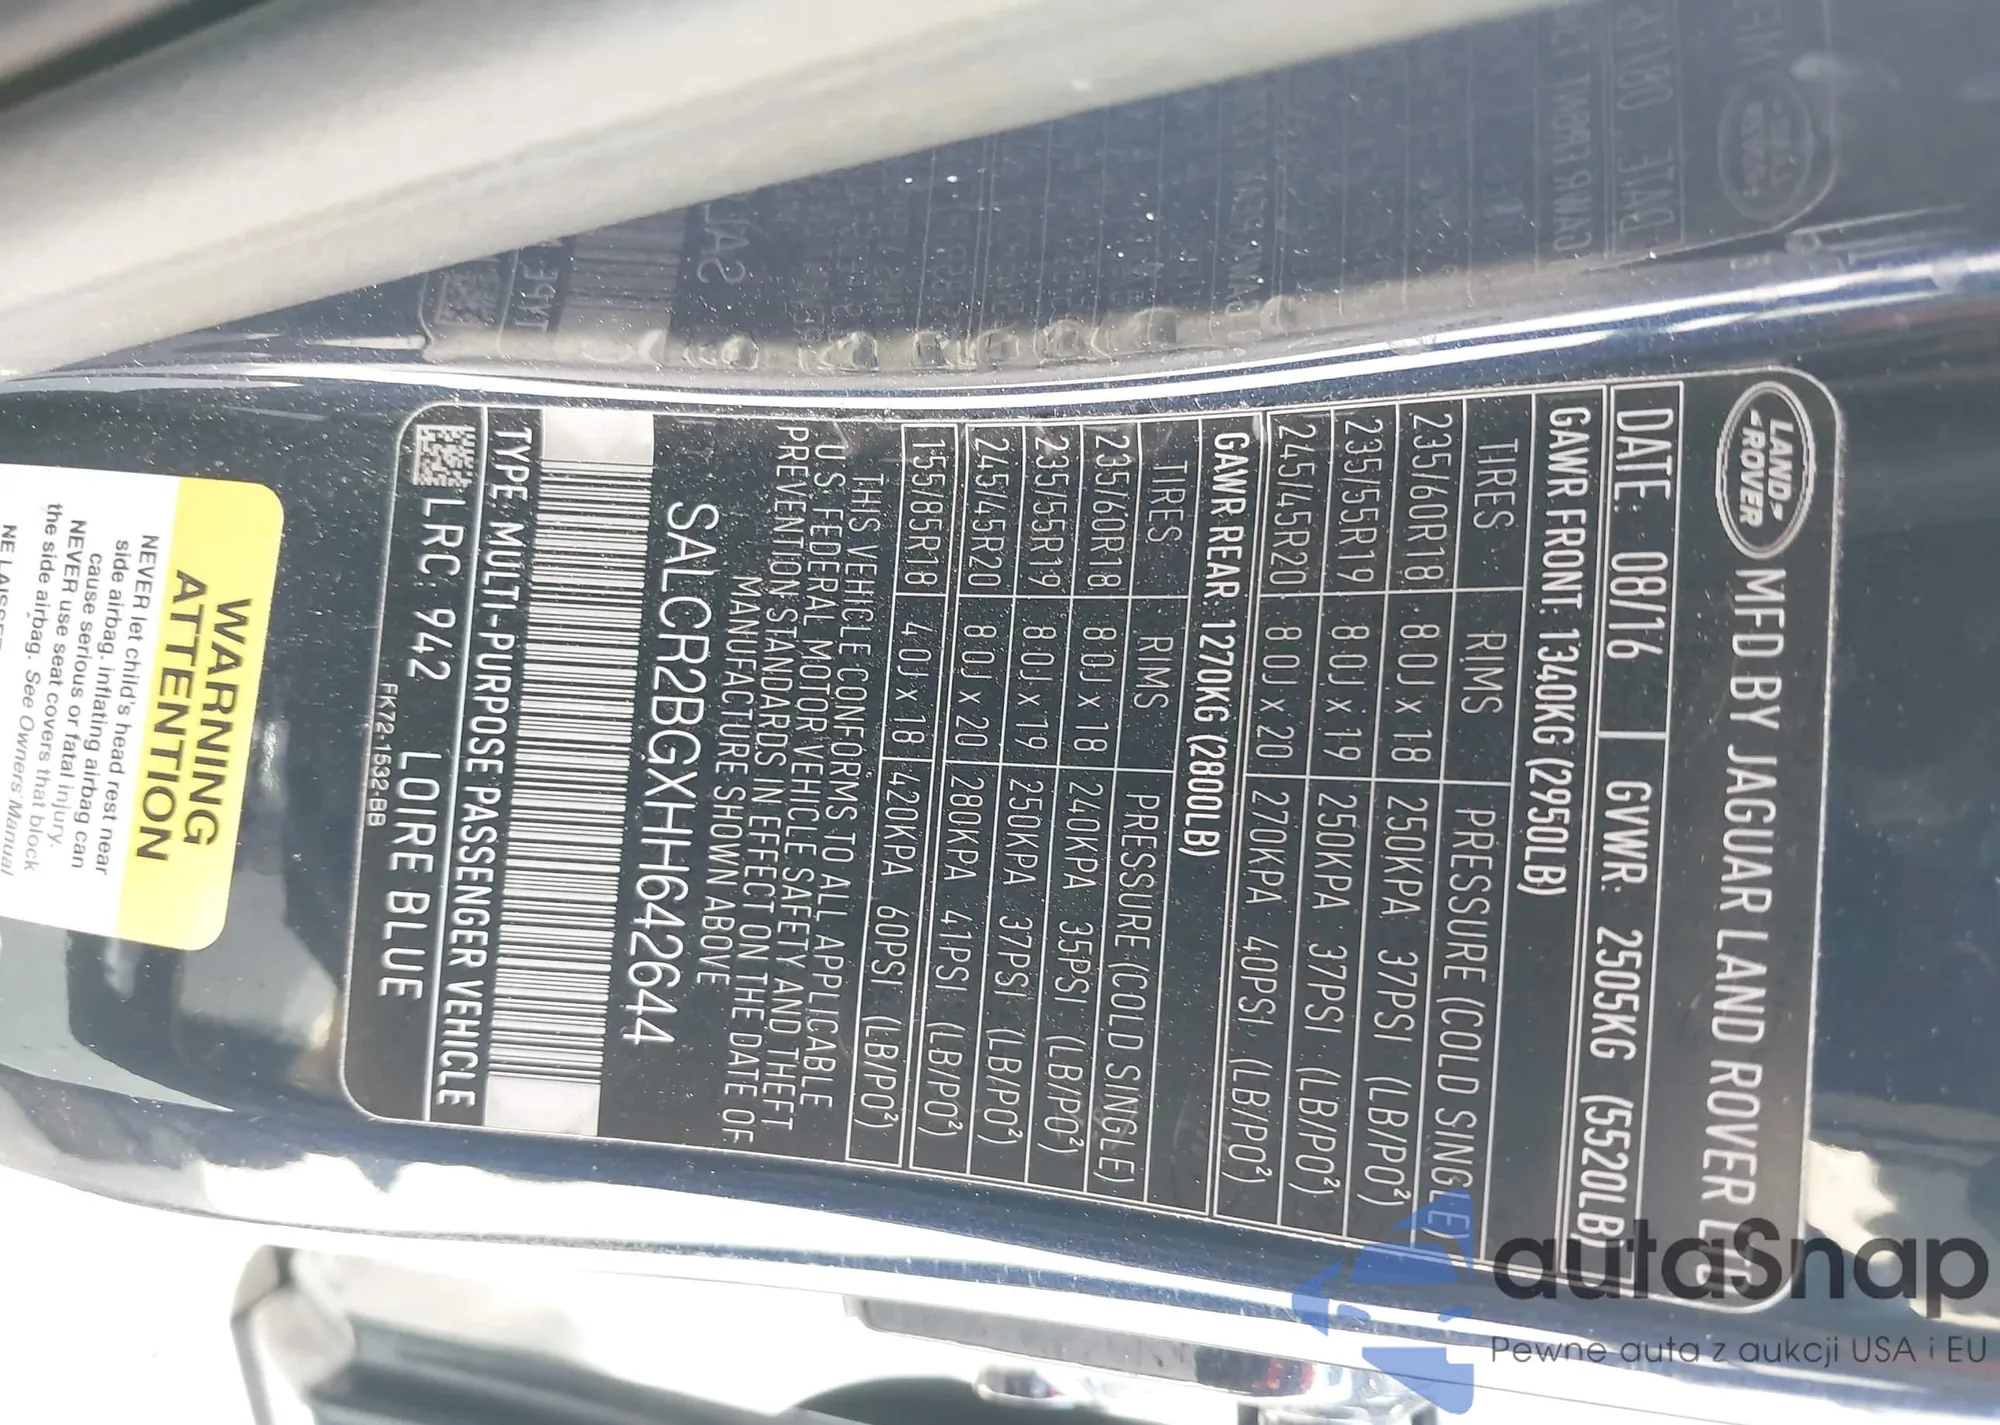 LAND-
-ROVER
MFD BY JAGUAR LAND ROVER LTD
DATE: 08/16 GVWR: 2505KG (5520LB)
GAWR FRONT: 1340KG (2950LB)
TIRES RIMS PRESSURE (COLD SINGLE)
235/60R18 8.0J x 18 250KPA 37PSI (LB/PO²)
235/55R19 8.0J x 19 250KPA 37PSI (LB/PO²)
245/45R20 8.0J x 20 270KPA 40PSI (LB/PO²)
GAWR REAR: 1270KG (2800LB)
TIRES RIMS PRESSURE (COLD SINGLE)
235/60R18 8.0J x 18 240KPA 35PSI (LB/PO²)
235/55R19 8.0J x 19 250KPA 37PSI (LB/PO²)
245/45R20 8.0J x 20 280KPA 41PSI (LB/PO²)
155/85R18 4.0J x 18 420KPA 60PSI (LB/PO²)
THIS VEHICLE CONFORMS TO ALL APPLICABLE
U.S. FEDERAL MOTOR VEHICLE SAFETY AND THEFT
PREVENTION STANDARDS IN EFFECT ON THE DATE OF
MANUFACTURE SHOWN ABOVE
SALCR2BGXHH642644
TYPE: MULTI-PURPOSE PASSENGER VEHICLE
LRC: 942 LOIRE BLUE
FK72-1532-BB
WARNING
ATTENTION
NEVER let child's head rest near
side airbag. Inflating airbag can
cause serious or fatal injury.
NEVER use seat covers that block
the side airbag. See Owners Manual
autaSnap
Pewne auta z aukcji USA i EU